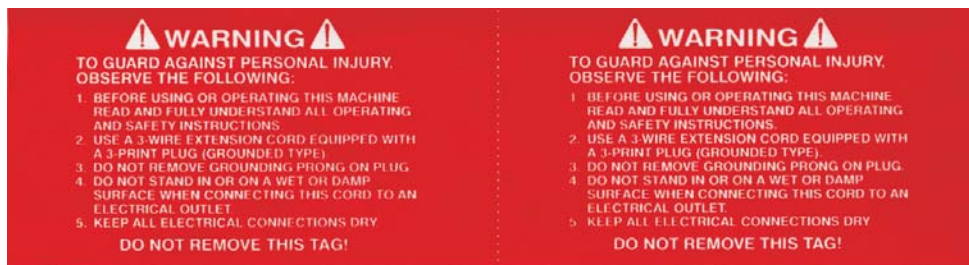 WARNING
TO GUARD AGAINST PERSONAL INJURY,
OBSERVE THE FOLLOWING:
1. BEFORE USING OR OPERATING THIS MACHINE
READ AND FULLY UNDERSTAND ALL OPERATING
AND SAFETY INSTRUCTIONS.
2. USE A 3-WIRE EXTENSION CORD EQUIPPED WITH
A 3-PRINT PLUG (GROUNDED TYPE)
3. DO NOT REMOVE GROUNDING PRONG ON PLUG
4. DO NOT STAND IN OR ON A WET OR DAMP
SURFACE WHEN CONNECTING THIS CORD TO AN
ELECTRICAL OUTLET.
5. KEEP ALL ELECTRICAL CONNECTIONS DRY
DO NOT REMOVE THIS TAG!
WARNING
TO GUARD AGAINST PERSONAL INJURY,
OBSERVE THE FOLLOWING:
1 BEFORE USING OR OPERATING THIS MACHINE
READ AND FULLY UNDERSTAND ALL OPERATING
AND SAFETY INSTRUCTIONS.
2. USE A 3-WIRE EXTENSION CORD EQUIPPED WITH
A 3-PRINT PLUG (GROUNDED TYPE).
3. DO NOT REMOVE GROUNDING PRONG ON PLUG.
4. DO NOT STAND IN OR ON A WET OR DAMP
SURFACE WHEN CONNECTING THIS CORD TO AN
ELECTRICAL OUTLET.
5. KEEP ALL ELECTRICAL CONNECTIONS DRY
DO NOT REMOVE THIS TAG!